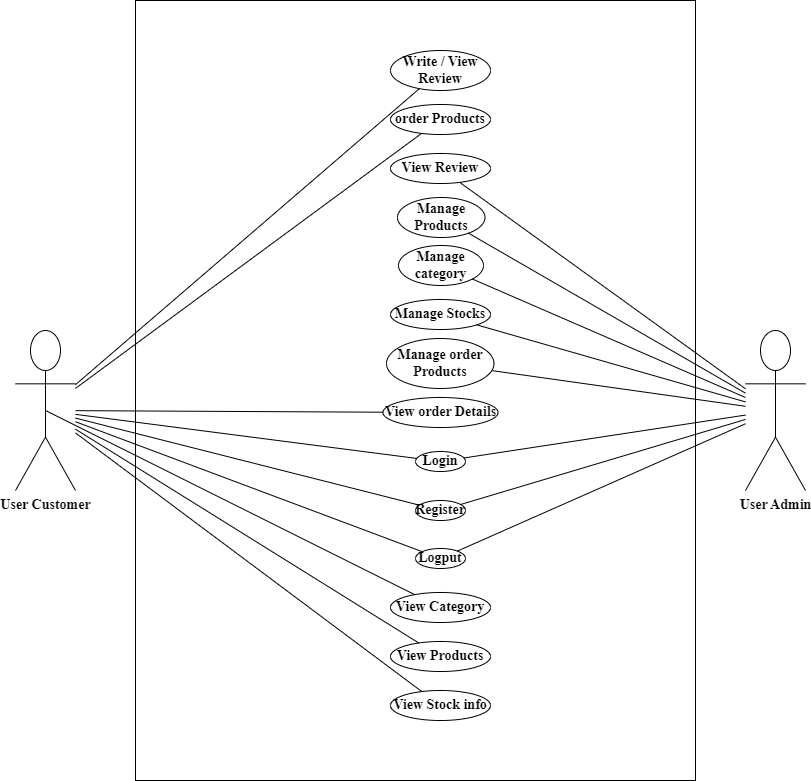 Write / View
Review
order Products
View Review
Manage
Products
Manage
category
Manage Stocks
Manage order
Products
View order Details
Login
User Customer
User Admin
Register
Logput
View Category
View Products
View Stock info